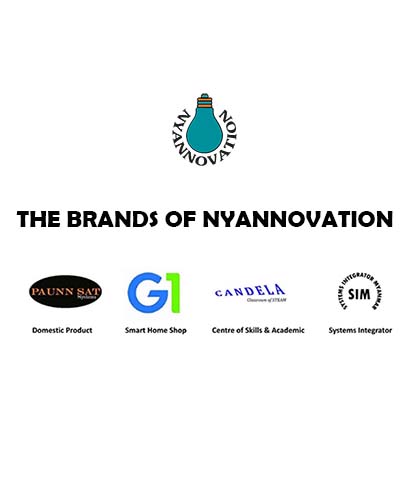 NYANNOVATION
THE BRANDS OF NYANNOVATION
PAUNN SAT
Systems
Domestic Product
G1
Smart Home Shop
CANDELA
Classroom of STEAM
Centre of Skills & Academic
SYSTEMS INTEGRATOR MYANMAR
SIM
Systems Integrator